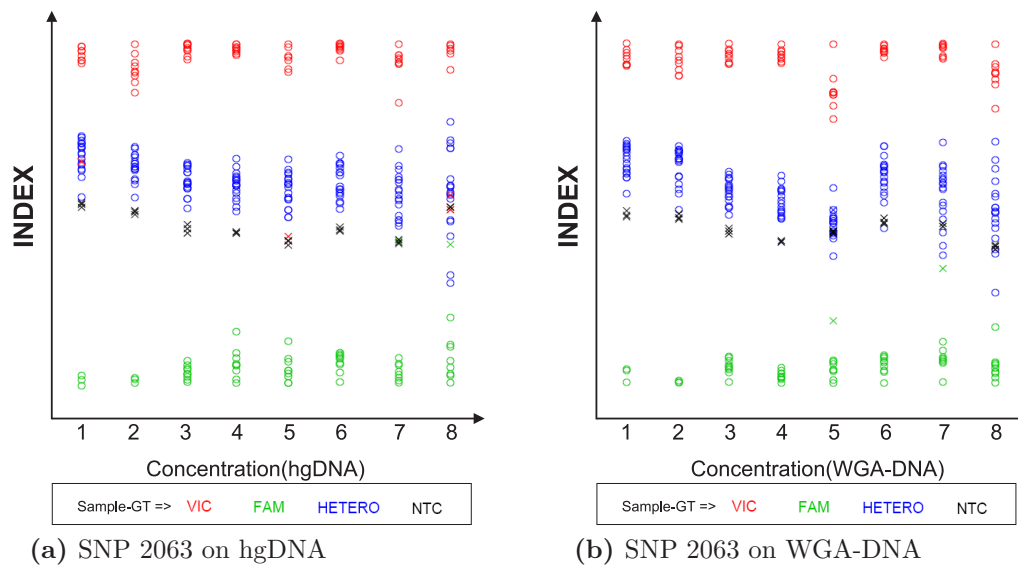 INDEX
1 2 3 4 5 6 7 8
Concentration(hgDNA)
Sample-GT => VIC FAM HETERO NTC
(a) SNP 2063 on hgDNA
INDEX
1 2 3 4 5 6 7 8
Concentration(WGA-DNA)
Sample-GT => VIC FAM HETERO NTC
(b) SNP 2063 on WGA-DNA